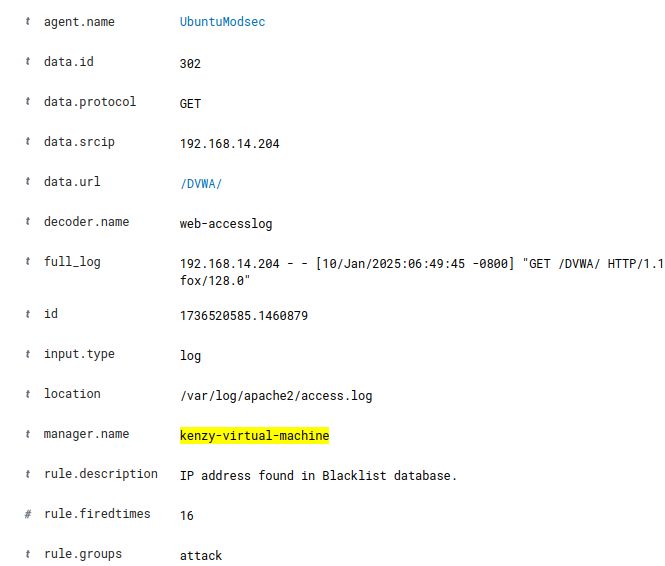 t agent.name UbuntuModsec
t data.id 302
t data.protocol GET
t data.srcip 192.168.14.204
t data.url /DVWA/
t decoder.name web-accesslog
t full_log 192.168.14.204 - - [10/Jan/2025:06:49:45 -0800] "GET /DVWA/ HTTP/1.1
fox/128.0"
t id 1736520585.1460879
t input.type log
t location /var/log/apache2/access.log
t manager.name kenzy-virtual-machine
t rule.description IP address found in Blacklist database.
# rule.firedtimes 16
t rule.groups attack